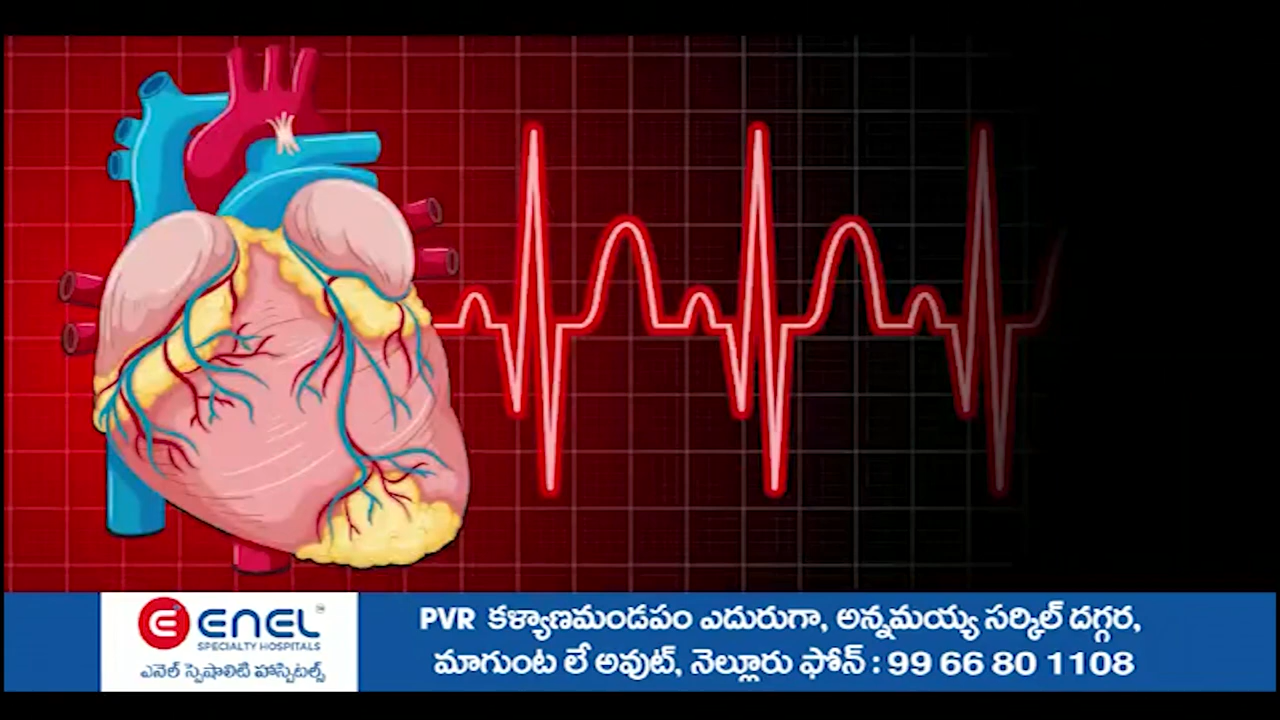 ENEL
SPECIALTY HOSPITALS
ఎనెల్ స్పెషాలిటి హాస్పిటల్స్
PVR కళ్యాణమండపం ఎదురుగా, అన్నమయ్య సర్కిల్ దగ్గర,
మాగుంట లే అవుట్, నెల్లూరు ఫోన్ : 99 66 80 1108